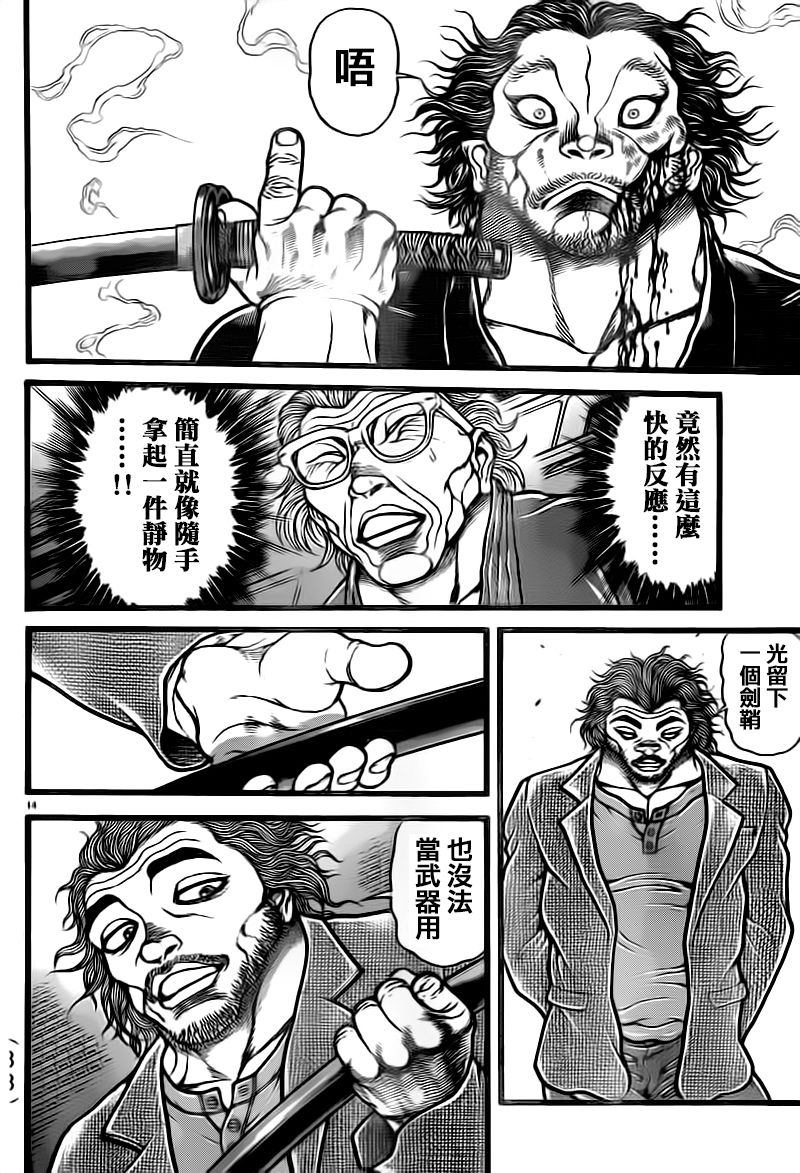 唔
竟然有這麼
快的反應……
簡直就像隨手
拿起一件靜物
……!!
光留下
一個劍鞘
也沒法
當武器用
14